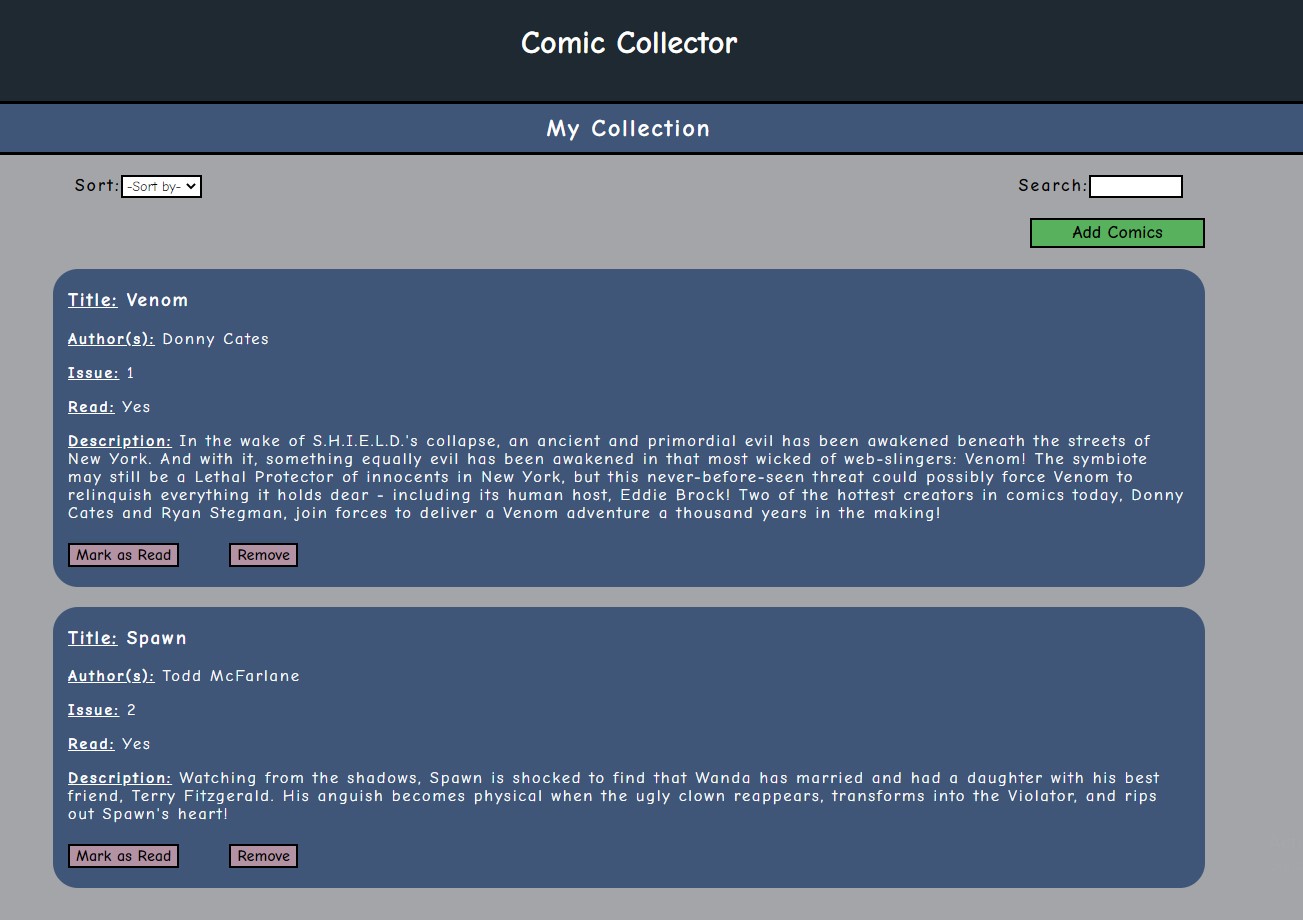 Comic Collector
My Collection
Sort: -Sort by-
Search:
Add Comics
Title: Venom
Author(s): Donny Cates
Issue: 1
Read: Yes
Description: In the wake of S.H.I.E.L.D.'s collapse, an ancient and primordial evil has been awakened beneath the streets of
New York. And with it, something equally evil has been awakened in that most wicked of web-slingers: Venom! The symbiote
may still be a Lethal Protector of innocents in New York, but this never-before-seen threat could possibly force Venom to
relinquish everything it holds dear - including its human host, Eddie Brock! Two of the hottest creators in comics today, Donny
Cates and Ryan Stegman, join forces to deliver a Venom adventure a thousand years in the making!
Mark as Read
Remove
Title: Spawn
Author(s): Todd McFarlane
Issue: 2
Read: Yes
Description: Watching from the shadows, Spawn is shocked to find that Wanda has married and had a daughter with his best
friend, Terry Fitzgerald. His anguish becomes physical when the ugly clown reappears, transforms into the Violator, and rips
out Spawn's heart!
Mark as Read
Remove